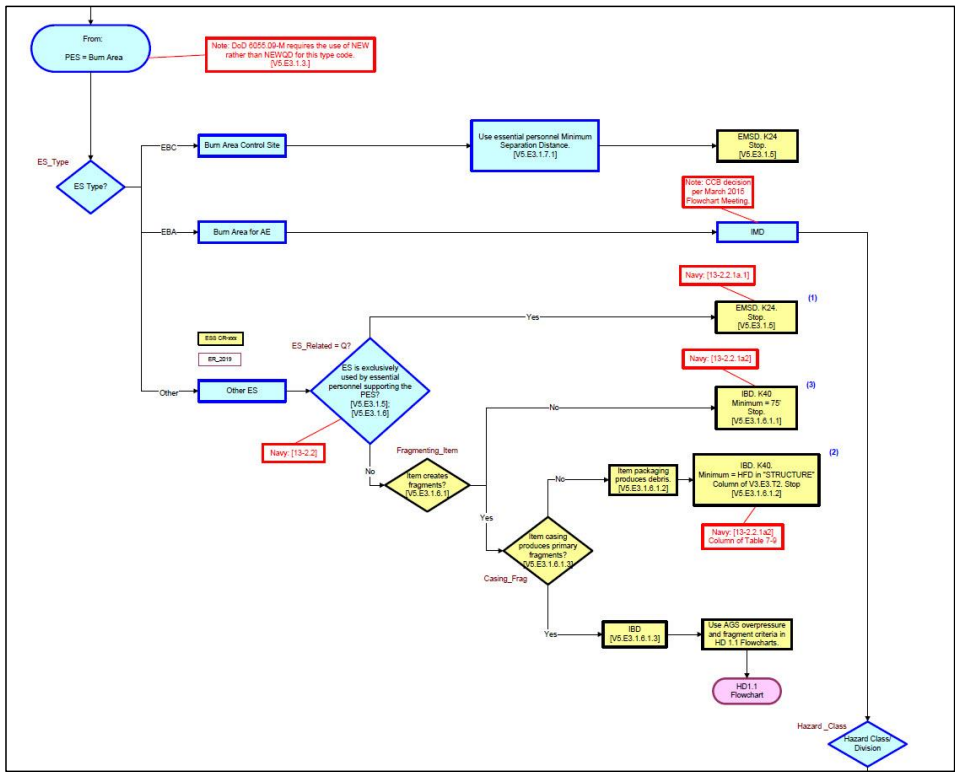 From:
PES = Burn Area
Note: DoD 6055.09-M requires the use of NEW
rather than NEWQD for this type code.
[V5.E3.1.3.]
ES_Type
ES Type?
EBC
Burn Area Control Site
Use essential personnel Minimum
Separation Distance.
[V5.E3.1.7.1]
EMSD. K24
Stop.
[V5.E3.1.5]
Note: CCB decision
per March 2015
Flowchart Meeting.
EBA
Burn Area for AE
IMD
Navy: [13-2.2.1a.1]
(1)
EMSD. K24.
Stop.
[V5.E3.1.5]
Yes
ESS CR-xxx
ER_2019
ES_Related = Q?
ES is exclusively
used by essential
personnel supporting the
PES?
[V5.E3.1.5];
[V5.E3.1.6]
Other
Other ES
Navy: [13-2.2]
Navy: [13-2.2.1a2]
(3)
IBD. K40
Minimum = 75'
Stop.
[V5.E3.1.6.1.1]
No
No
Fragmenting_Item
Item creates
fragments?
[V5.E3.1.6.1]
Yes
No
Item packaging
produces debris.
[V5.E3.1.6.1.2]
(2)
IBD. K40.
Minimum = HFD in "STRUCTURE"
Column of V3.E3.T2. Stop
[V5.E3.1.6.1.2]
Navy: [13-2.2.1a2]
Column of Table 7-9
Item casing
produces primary
fragments?
[V5.E3.1.6.1.3]
Casing_Frag
Yes
IBD
[V5.E3.1.6.1.3]
Use AGS overpressure
and fragment criteria in
HD 1.1 Flowcharts.
HD1.1
Flowchart
Hazard _Class
Hazard Class/
Division